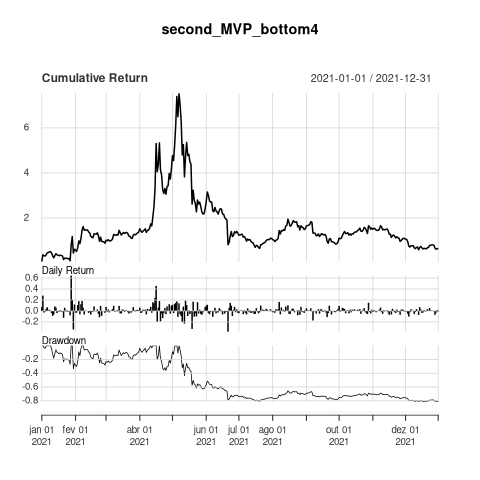 second_MVP_bottom4
Cumulative Return 2021-01-01 / 2021-12-31
6
4
2
Daily Return
0.6
0.4
0.2
0.0
-0.2
Drawdown
-0.2
-0.4
-0.6
-0.8
jan 01 fev 01 abr 01 jun 01 jul 01 ago 01 out 01 dez 01
2021 2021 2021 2021 2021 2021 2021 2021